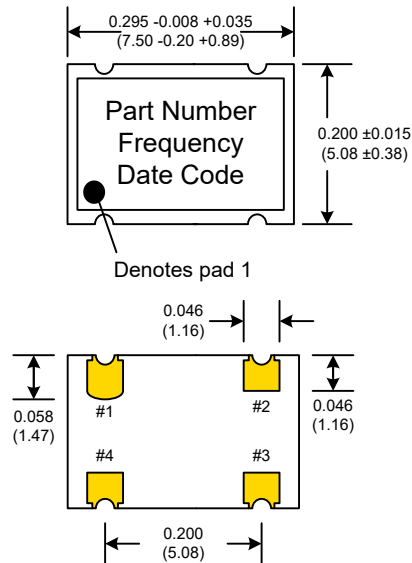 0.295 -0.008 +0.035
(7.50 -0.20 +0.89)
Part Number
Frequency
Date Code
0.200 ±0.015
(5.08 ±0.38)
Denotes pad 1
0.046
(1.16)
0.058
(1.47)
#1
#2
0.046
(1.16)
#4
#3
0.200
(5.08)